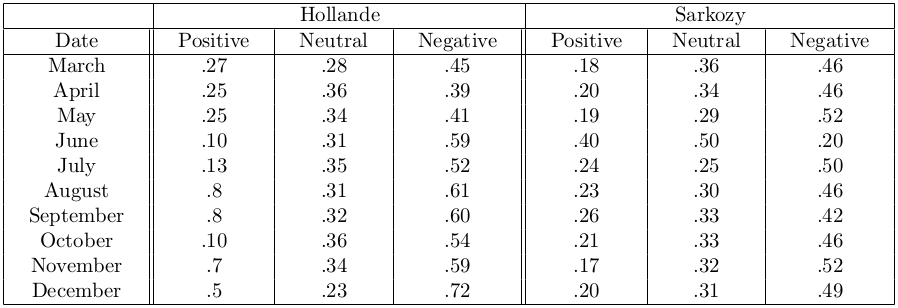 Hollande Sarkozy
Date Positive Neutral Negative Positive Neutral Negative
March .27 .28 .45 .18 .36 .46
April .25 .36 .39 .20 .34 .46
May .25 .34 .41 .19 .29 .52
June .10 .31 .59 .40 .50 .20
July .13 .35 .52 .24 .25 .50
August .8 .31 .61 .23 .30 .46
September .8 .32 .60 .26 .33 .42
October .10 .36 .54 .21 .33 .46
November .7 .34 .59 .17 .32 .52
December .5 .23 .72 .20 .31 .49